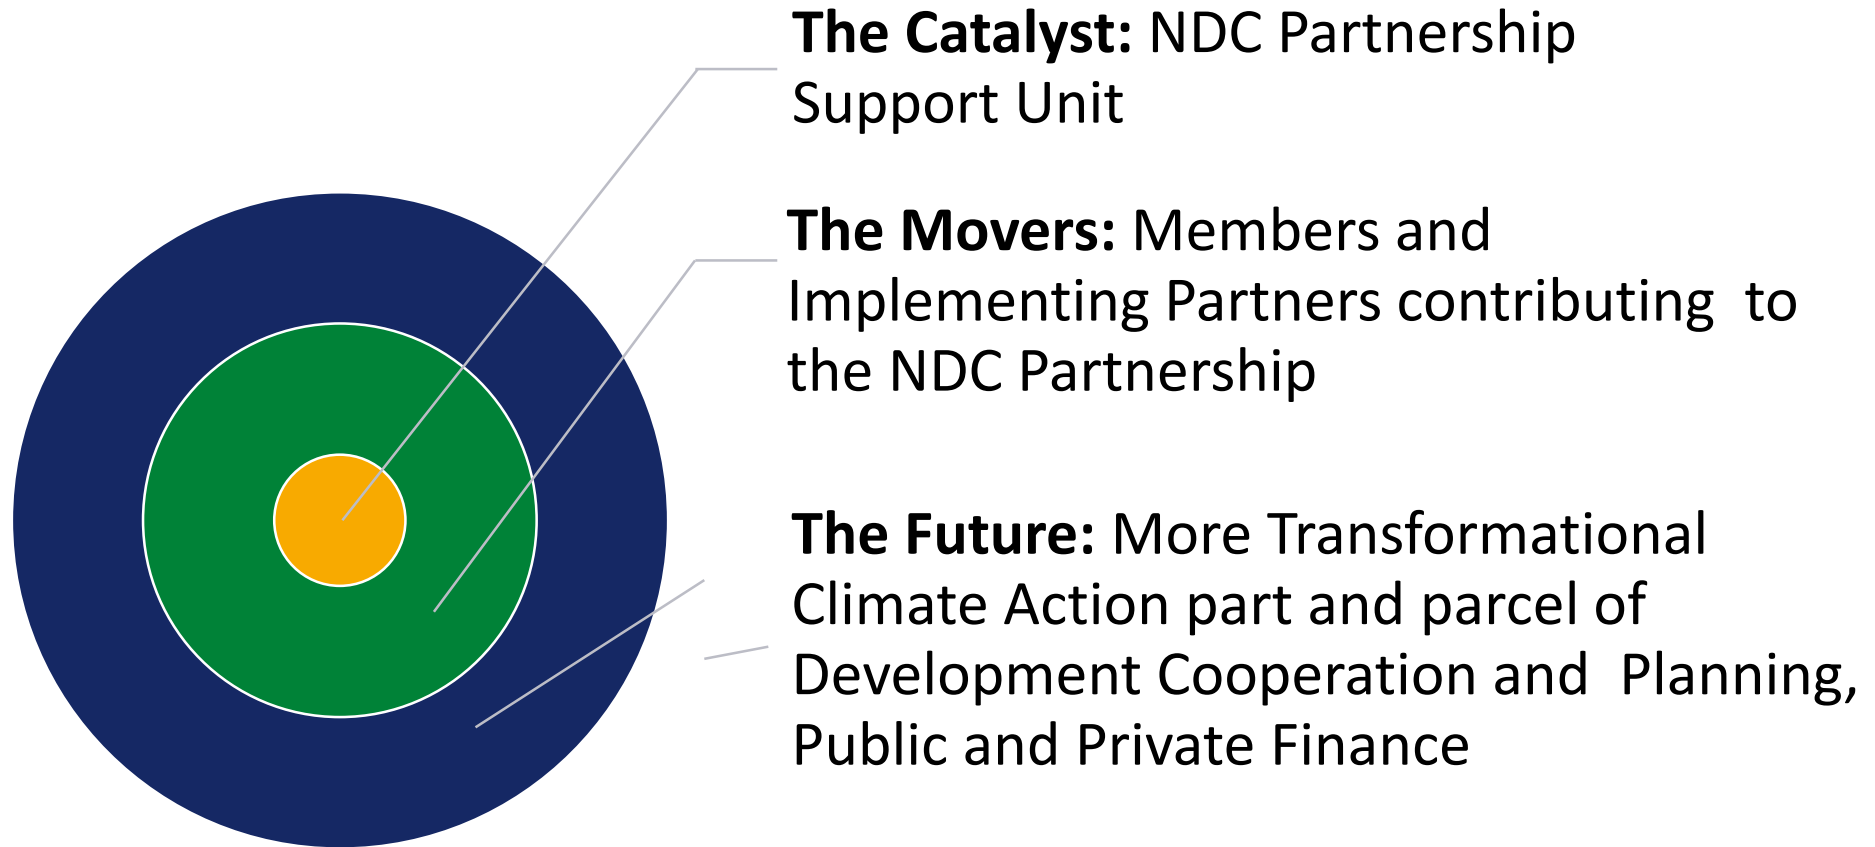 The Catalyst: NDC Partnership
Support Unit
The Movers: Members and
Implementing Partners contributing  to
the NDC Partnership
The Future: More Transformational
Climate Action part and parcel of
Development Cooperation and  Planning,
Public and Private Finance